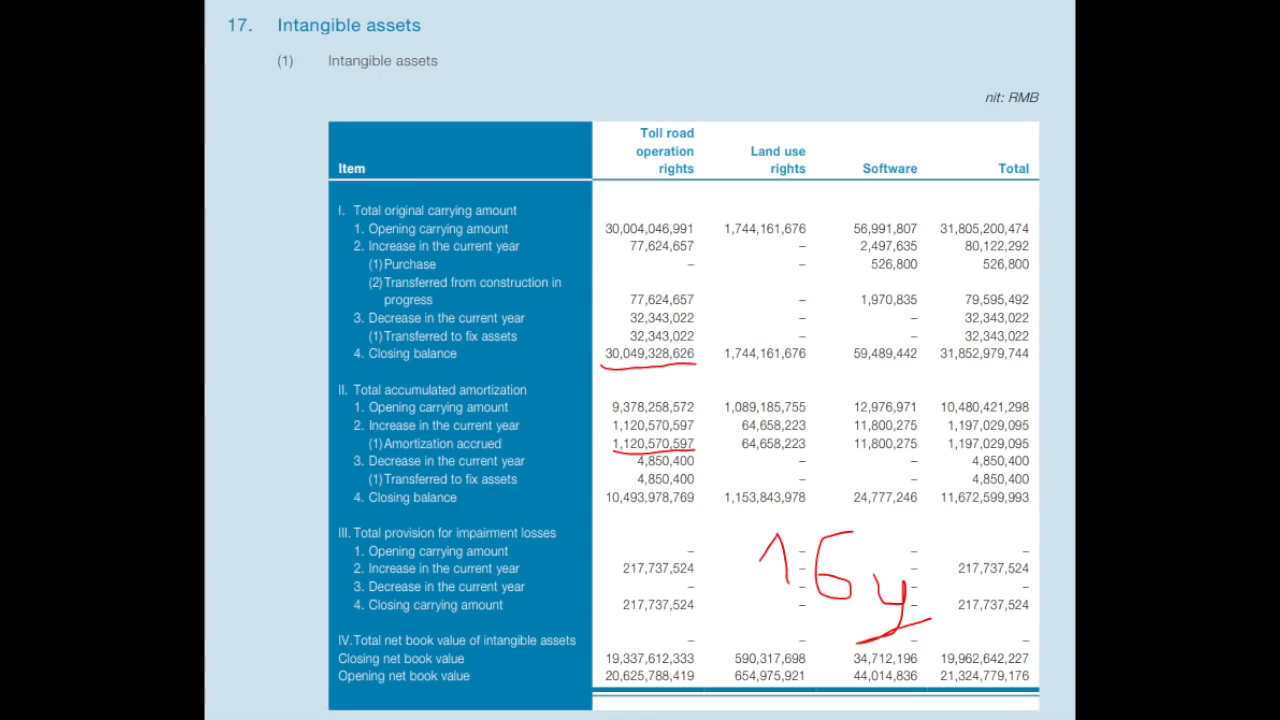 17. Intangible assets
(1) Intangible assets
nit: RMB
Item Toll road operation rights Land use rights Software Total
I. Total original carrying amount
1. Opening carrying amount 30,004,046,991 1,744,161,676 56,991,807 31,805,200,474
2. Increase in the current year 77,624,657 – 2,497,635 80,122,292
(1) Purchase – – 526,800 526,800
(2) Transferred from construction in
progress 77,624,657 – 1,970,835 79,595,492
3. Decrease in the current year 32,343,022 – – 32,343,022
(1) Transferred to fix assets 32,343,022 – – 32,343,022
4. Closing balance 30,049,328,626 1,744,161,676 59,489,442 31,852,979,744
II. Total accumulated amortization
1. Opening carrying amount 9,378,258,572 1,089,185,755 12,976,971 10,480,421,298
2. Increase in the current year 1,120,570,597 64,658,223 11,800,275 1,197,029,095
(1) Amortization accrued 1,120,570,597 64,658,223 11,800,275 1,197,029,095
3. Decrease in the current year 4,850,400 – – 4,850,400
(1) Transferred to fix assets 4,850,400 – – 4,850,400
4. Closing balance 10,493,978,769 1,153,843,978 24,777,246 11,672,599,993
III. Total provision for impairment losses
1. Opening carrying amount – – – –
2. Increase in the current year 217,737,524 – – 217,737,524
3. Decrease in the current year – – – –
4. Closing carrying amount 217,737,524 – – 217,737,524
16y
IV. Total net book value of intangible assets – – – –
Closing net book value 19,337,612,333 590,317,698 34,712,196 19,962,642,227
Opening net book value 20,625,788,419 654,975,921 44,014,836 21,324,779,176